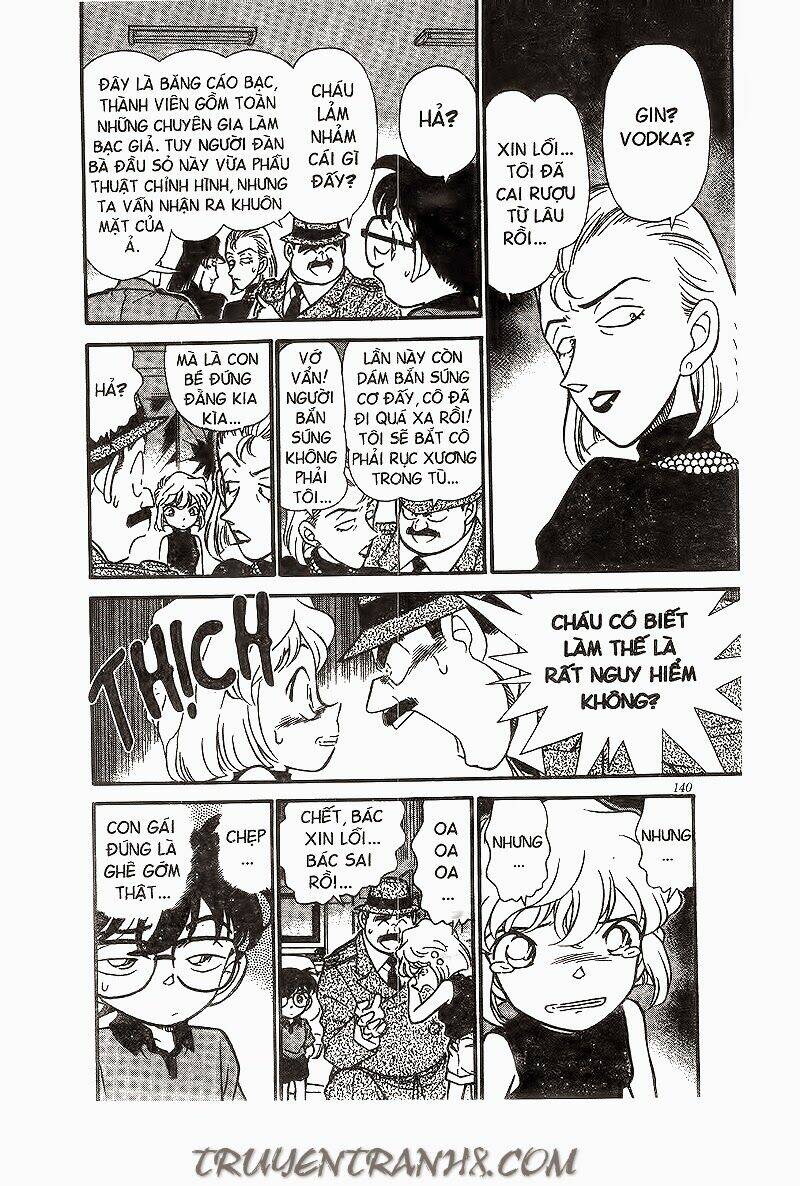 GIN?
VODKA?
XIN LỖI...
TÔI ĐÃ
CAI RƯỢU
TỪ LÂU
RỒI...
HẢ?
CHÁU
LẢM
NHẢM
CÁI GÌ
ĐẤY?
ĐÂY LÀ BĂNG CÁO BẠC,
THÀNH VIÊN GỒM TOÀN
NHỮNG CHUYÊN GIA LÀM
BẠC GIẢ. TUY NGƯỜI ĐÀN
BÀ ĐẦU SỎ NÀY VỪA PHẪU
THUẬT CHỈNH HÌNH, NHƯNG
TA VẪN NHẬN RA KHUÔN
MẶT CỦA
Ả.
LẦN NÀY CÒN
DÁM BẮN SÚNG
CƠ ĐẤY, CÔ ĐÃ
ĐI QUÁ XA RỒI!
TÔI SẼ BẮT CÔ
PHẢI RỤC XƯƠNG
TRONG TÙ...
VỚ
VẨN!
NGƯỜI
BẮN
SÚNG
KHÔNG
PHẢI
TÔI...
MÀ LÀ CON
BÉ ĐỨNG
ĐẰNG KIA
KÌA...
HẢ?
CHÁU CÓ BIẾT
LÀM THẾ LÀ
RẤT NGUY HIỂM
KHÔNG?
THỊCH
140
NHƯNG
...
NHƯNG
...
OA
OA
OA
...
CHẾT, BÁC
XIN LỖI...
BÁC SAI
RỒI...
CHẸP
...
CON GÁI
ĐÚNG LÀ
GHÊ GỚM
THẬT...
TRUYENTRANH8.COM